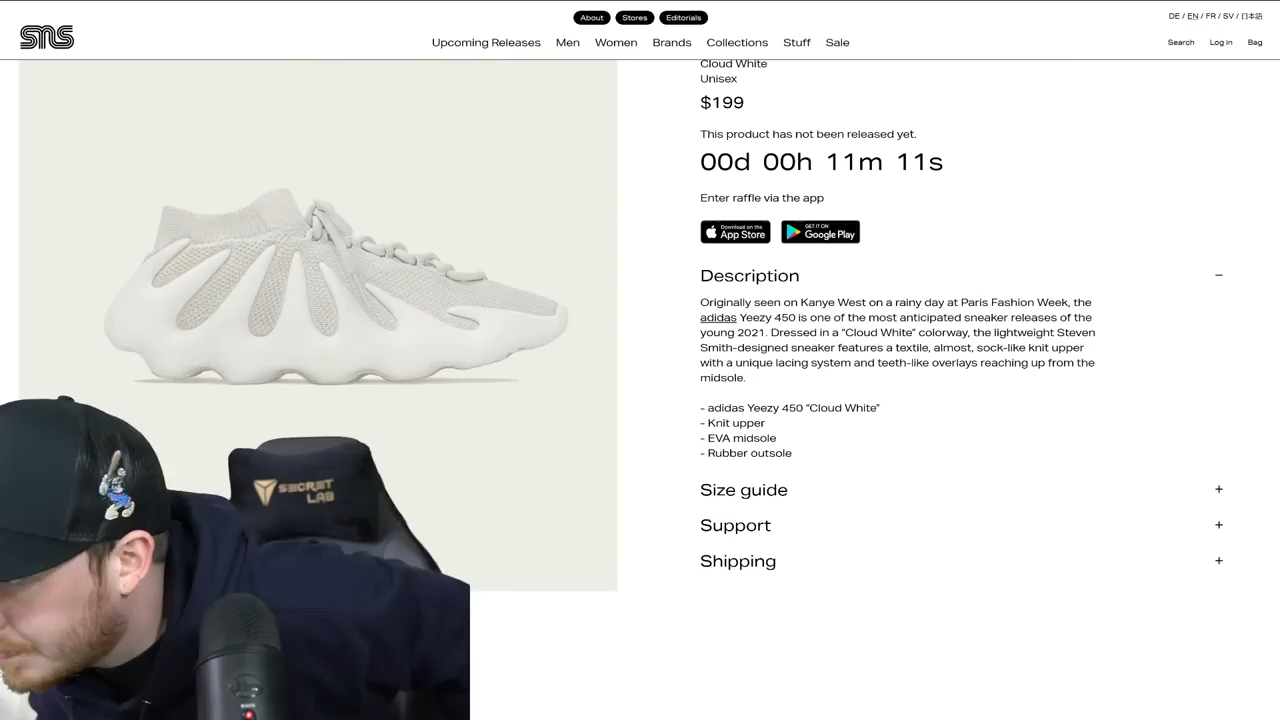 About Stores Editorials
DE / EN / FR / SV / 日本語
sns
Upcoming Releases Men Women Brands Collections Stuff Sale
Search Log in Bag
Cloud White
Unisex
$199
This product has not been released yet.
00d 00h 11m 11s
Enter raffle via the app
Download on the App Store
GET IT ON Google Play
Description −
Originally seen on Kanye West on a rainy day at Paris Fashion Week, the
adidas Yeezy 450 is one of the most anticipated sneaker releases of the
young 2021. Dressed in a "Cloud White" colorway, the lightweight Steven
Smith-designed sneaker features a textile, almost, sock-like knit upper
with a unique lacing system and teeth-like overlays reaching up from the
midsole.
- adidas Yeezy 450 "Cloud White"
- Knit upper
- EVA midsole
- Rubber outsole
Size guide +
Support +
Shipping +
SECRET
LAB